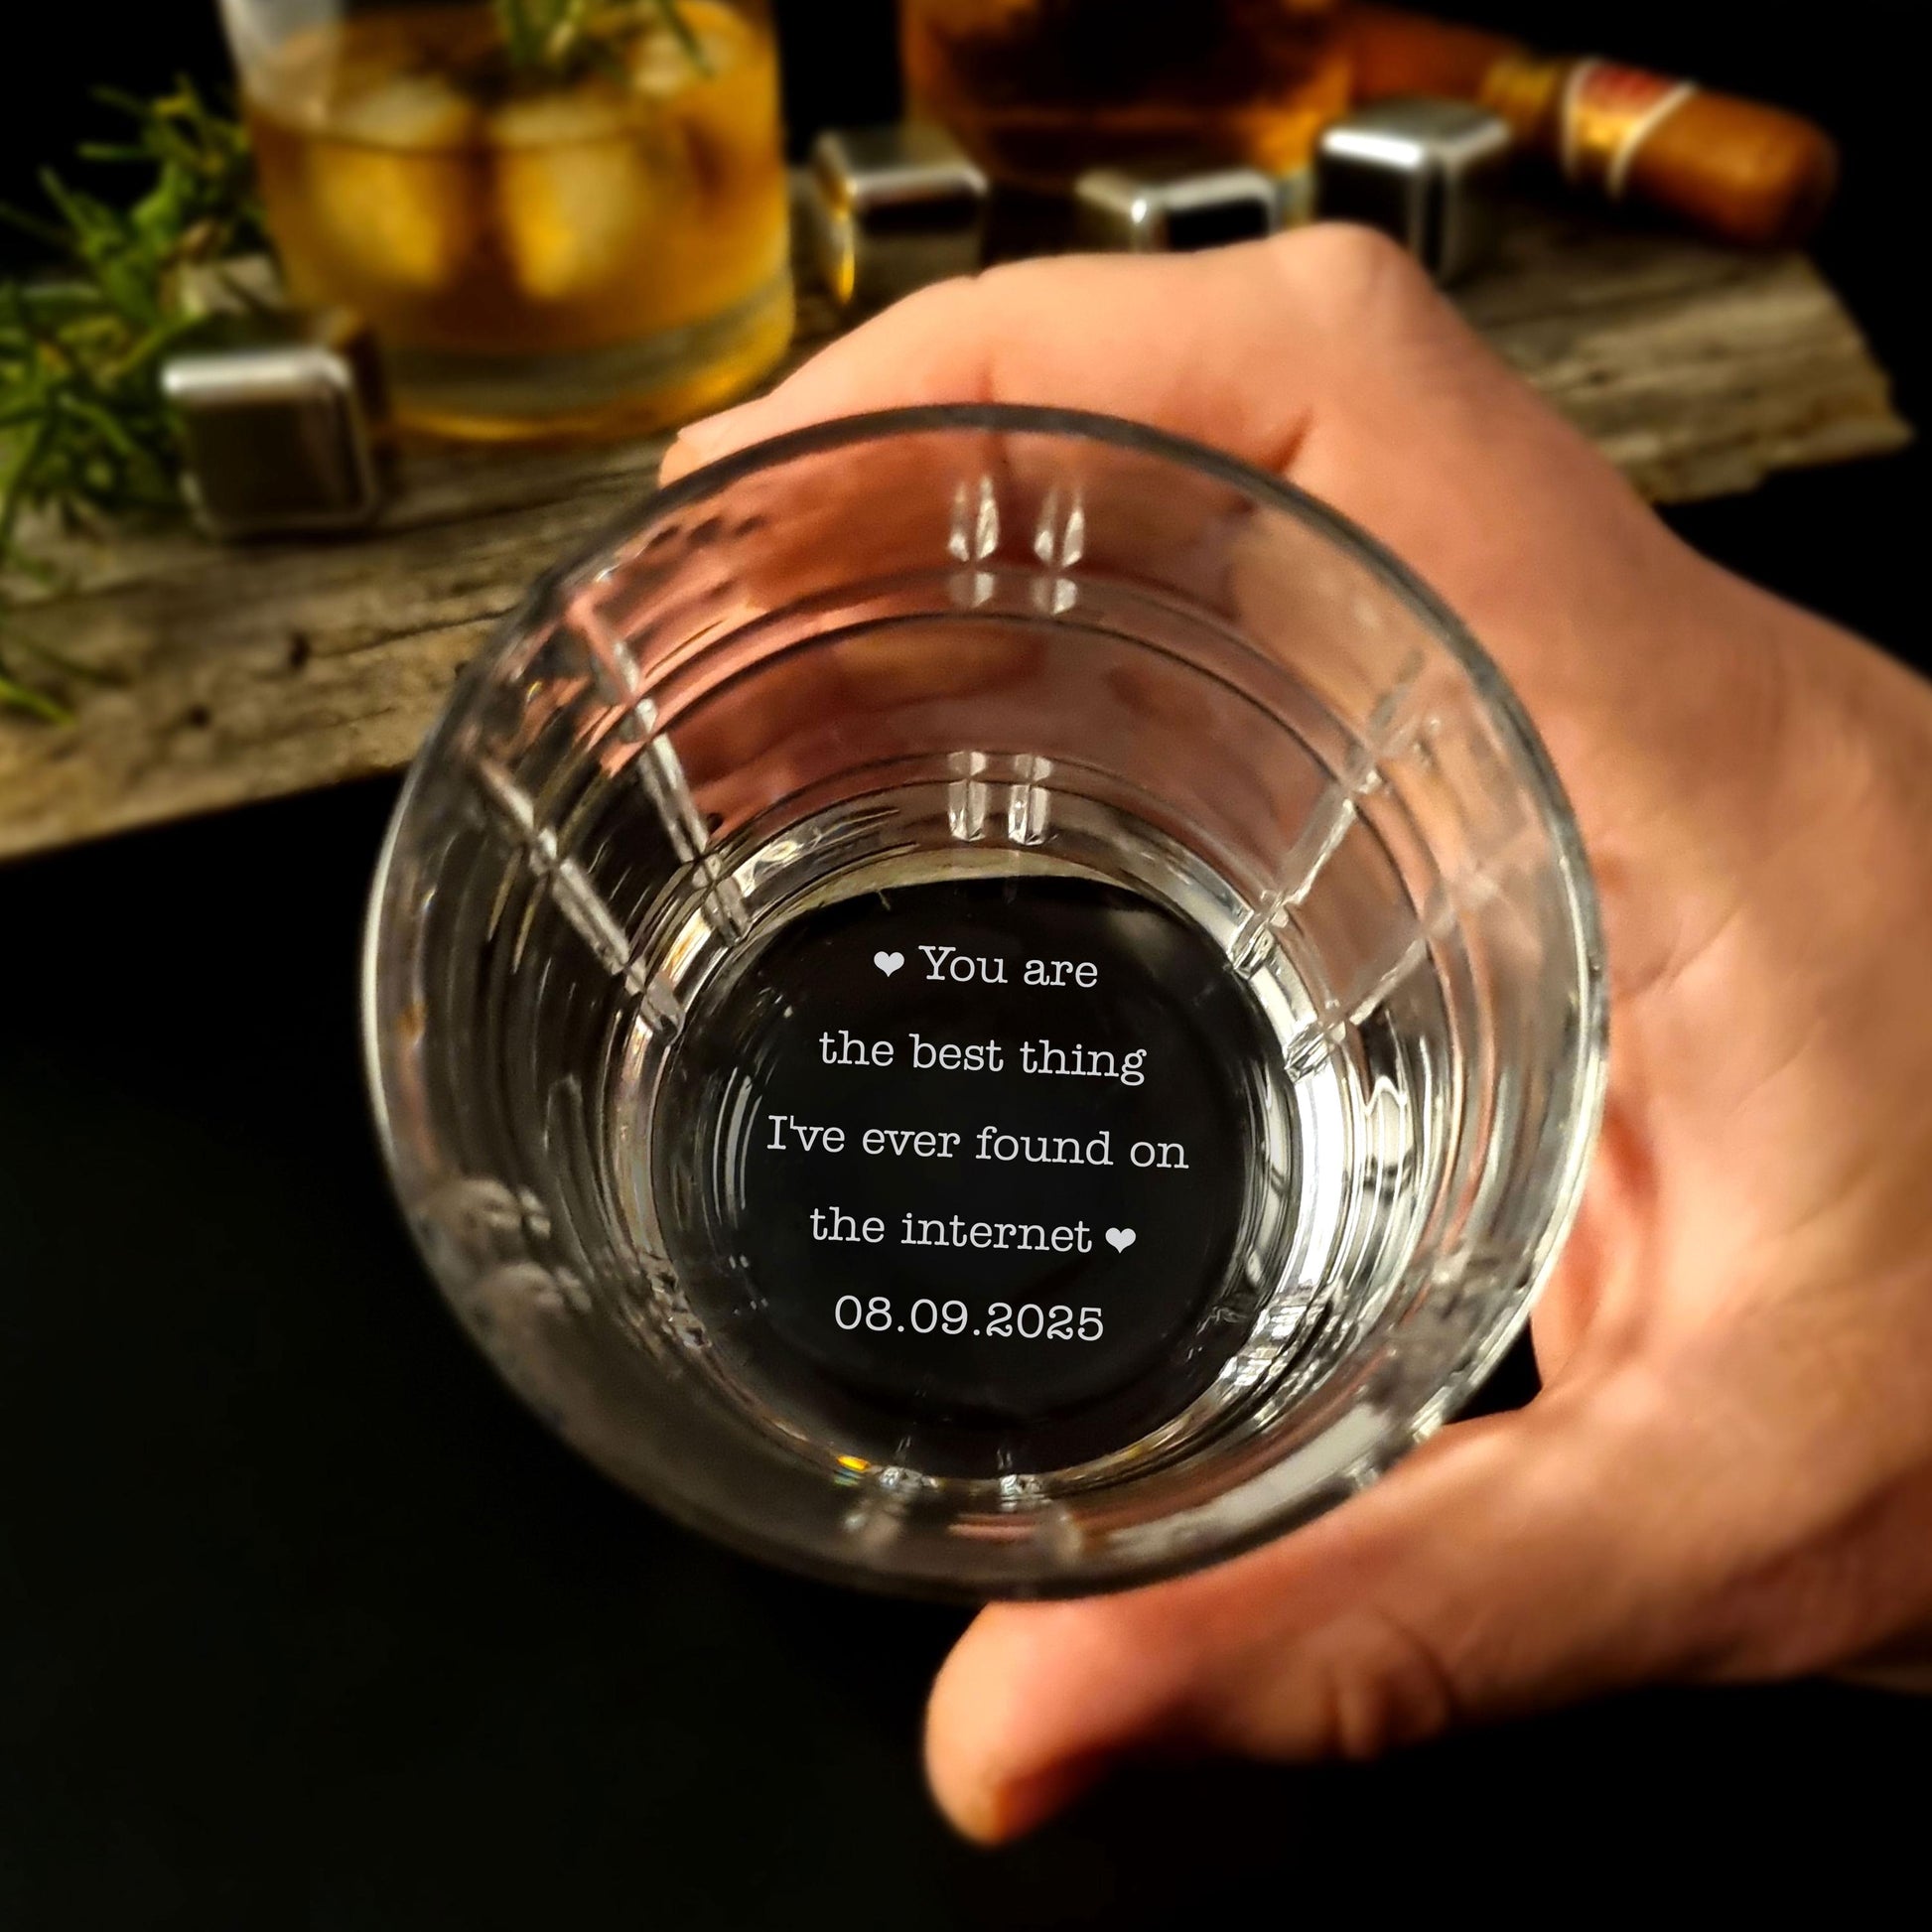 ❤ You are
the best thing
I've ever found on
the internet ❤
08.09.2025